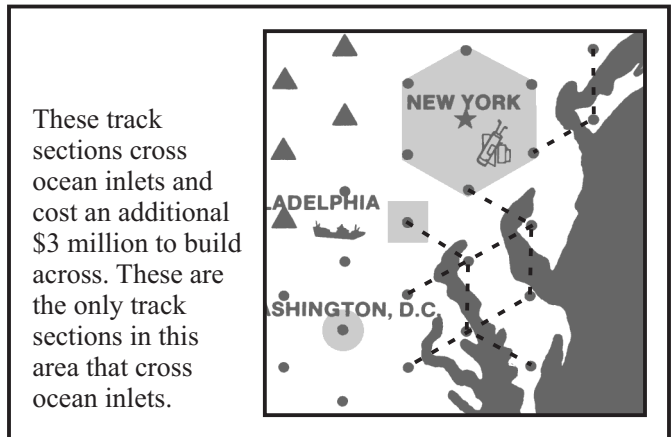 These track
sections cross
ocean inlets and
cost an additional
$3 million to build
across. These are
the only track
sections in this
area that cross
ocean inlets.
NEW YORK
LADELPHIA
ASHINGTON, D.C.